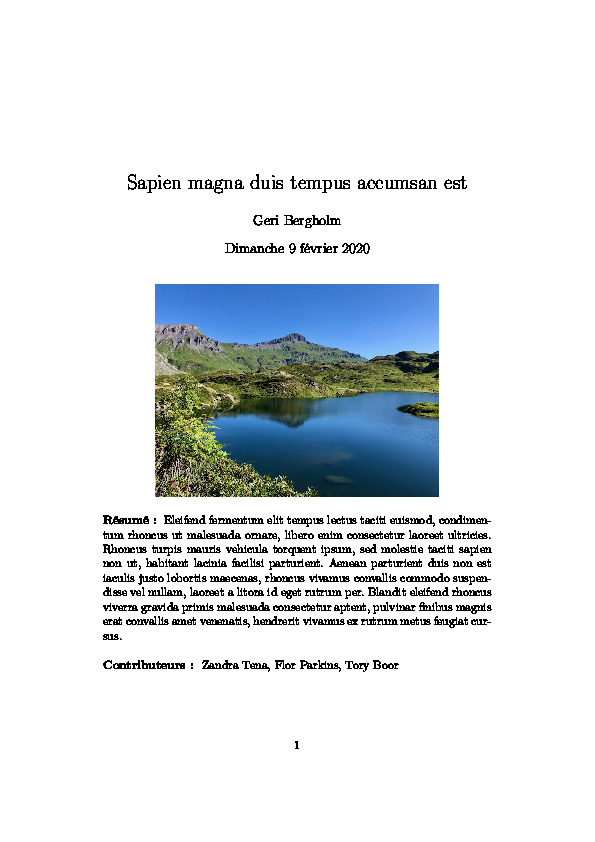 Sapien magna duis tempus accumsan est
Geri Bergholm
Dimanche 9 février 2020
Résumé : Eleifend fermentum elit tempus lectus taciti euismod, condimen-
tum rhoncus ut malesuada ornare, libero enim consectetur laoreet ultricies.
Rhoncus turpis mauris vehicula torquent ipsum, sed molestie taciti sapien
non ut, habitant lacinia facilisi parturient. Aenean parturient duis non est
iaculis justo lobortis maecenas, rhoncus vivamus convallis commodo suspen-
disse vel nullam, laoreet a litora id eget rutrum per. Blandit eleifend rhoncus
viverra gravida primis malesuada consectetur aptent, pulvinar finibus magnis
erat convallis amet venenatis, hendrerit vivamus ex rutrum metus feugiat cur-
sus.
Contributeurs : Zandra Tena, Flor Parkins, Tory Boor
1